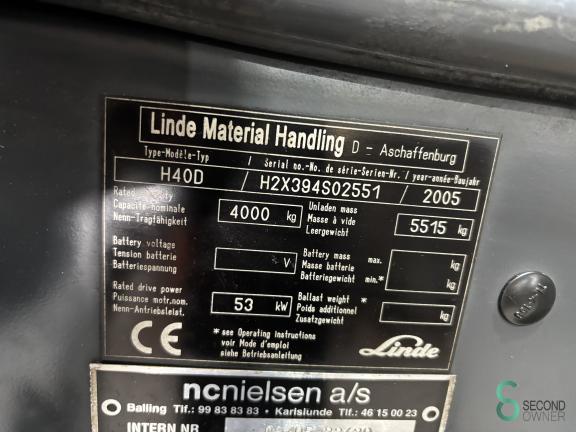 Linde Material Handling D - Aschaffenburg
Type-Modèle-Typ / Serial no.-No. de série-Serien-Nr. / year-année-Baujahr
H40D / H2X394S02551 / 2005
Rated capacity
Capacité nominale
Nenn-Tragfähigkeit
4000 kg
Unladen mass
Masse à vide
Leergewicht
5515 kg
Battery voltage
Tension batterie
Batteriespannung
V
Battery mass max.
Masse batterie
Batteriegewicht min.*
kg
kg
Rated drive power
Puissance motr.nom.
Nenn-Antriebsleist.
53 kW
Ballast weight *
Poids additionnel
Zusatzgewicht
kg
* see Operating instructions
voir Mode d'emploi
siehe Betriebsanleitung
CE
Linde
ncnielsen a/s
Balling Tlf.: 99 83 83 83 · Karlslunde Tlf.: 46 15 00 23
INTERN NR
SECOND
OWNER